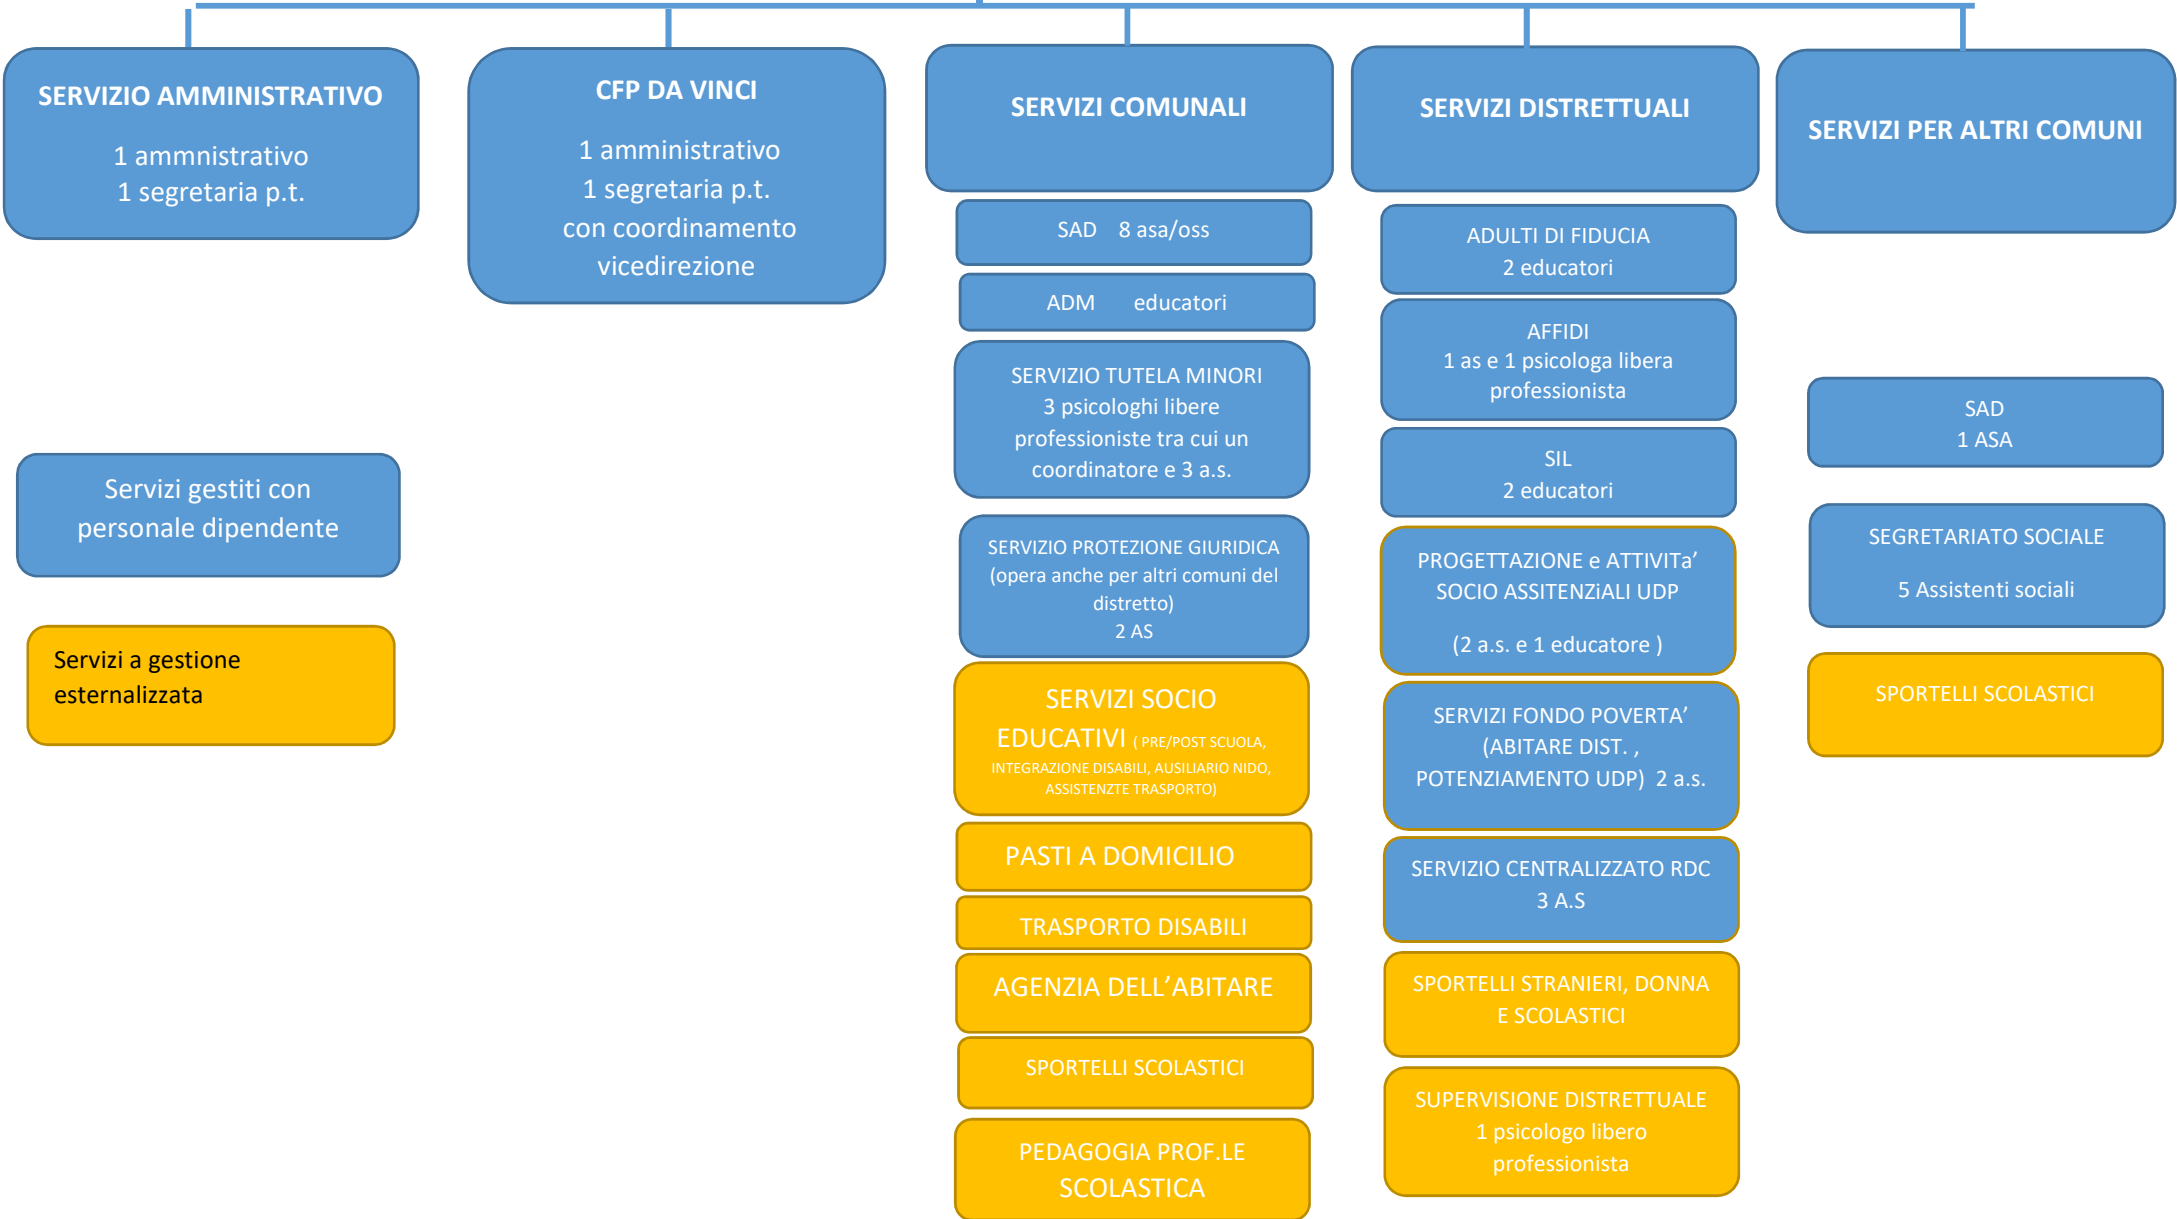 SERVIZIO AMMINISTRATIVO
1 ammnistrativo
1 segretaria p.t.
CFP DA VINCI
1 amministrativo
1 segretaria p.t.
con coordinamento
vicedirezione
SERVIZI COMUNALI
SERVIZI DISTRETTUALI
SERVIZI PER ALTRI COMUNI
Servizi gestiti con
personale dipendente
Servizi a gestione
esternalizzata
SAD 8 asa/oss
ADM educatori
SERVIZIO TUTELA MINORI
3 psicologhi libere
professioniste tra cui un
coordinatore e 3 a.s.
SERVIZIO PROTEZIONE GIURIDICA
(opera anche per altri comuni del
distretto)
2 AS
SERVIZI SOCIO
EDUCATIVI ( PRE/POST SCUOLA,
INTEGRAZIONE DISABILI, AUSILIARIO NIDO,
ASSISTENZTE TRASPORTO)
PASTI A DOMICILIO
TRASPORTO DISABILI
AGENZIA DELL’ABITARE
SPORTELLI SCOLASTICI
PEDAGOGIA PROF.LE
SCOLASTICA
ADULTI DI FIDUCIA
2 educatori
AFFIDI
1 as e 1 psicologa libera
professionista
SIL
2 educatori
PROGETTAZIONE e ATTIVITa’
SOCIO ASSITENZiALI UDP
(2 a.s. e 1 educatore )
SERVIZI FONDO POVERTA’
(ABITARE DIST. ,
POTENZIAMENTO UDP) 2 a.s.
SERVIZIO CENTRALIZZATO RDC
3 A.S
SPORTELLI STRANIERI, DONNA
E SCOLASTICI
SUPERVISIONE DISTRETTUALE
1 psicologo libero
professionista
SAD
1 ASA
SEGRETARIATO SOCIALE
5 Assistenti sociali
SPORTELLI SCOLASTICI